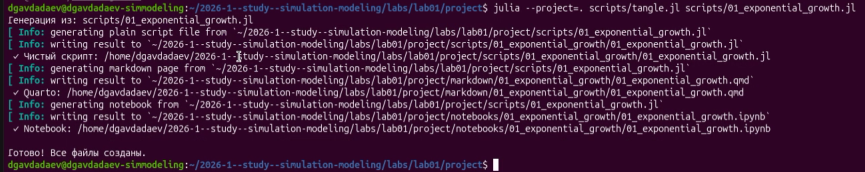 dgavdadaev@dgavdadaev-simmodeling:~/2026-1--study--simulation-modeling/labs/lab01/project$ julia --project=. scripts/tangle.jl scripts/01_exponential_growth.jl
Генерация из: scripts/01_exponential_growth.jl
[ Info: generating plain script file from `~/2026-1--study--simulation-modeling/labs/lab01/project/scripts/01_exponential_growth.jl`
[ Info: writing result to `~/2026-1--study--simulation-modeling/labs/lab01/project/scripts/01_exponential_growth/01_exponential_growth.jl`
✓ Чистый скрипт: /home/dgavdadaev/2026-1--study--simulation-modeling/labs/lab01/project/scripts/01_exponential_growth/01_exponential_growth.jl
[ Info: generating markdown page from `~/2026-1--study--simulation-modeling/labs/lab01/project/scripts/01_exponential_growth.jl`
[ Info: writing result to `~/2026-1--study--simulation-modeling/labs/lab01/project/markdown/01_exponential_growth/01_exponential_growth.qmd`
✓ Quarto: /home/dgavdadaev/2026-1--study--simulation-modeling/labs/lab01/project/markdown/01_exponential_growth/01_exponential_growth.qmd
[ Info: generating notebook from `~/2026-1--study--simulation-modeling/labs/lab01/project/scripts/01_exponential_growth.jl`
[ Info: writing result to `~/2026-1--study--simulation-modeling/labs/lab01/project/notebooks/01_exponential_growth/01_exponential_growth.ipynb`
✓ Notebook: /home/dgavdadaev/2026-1--study--simulation-modeling/labs/lab01/project/notebooks/01_exponential_growth/01_exponential_growth.ipynb
Готово! Все файлы созданы.
dgavdadaev@dgavdadaev-simmodeling:~/2026-1--study--simulation-modeling/labs/lab01/project$